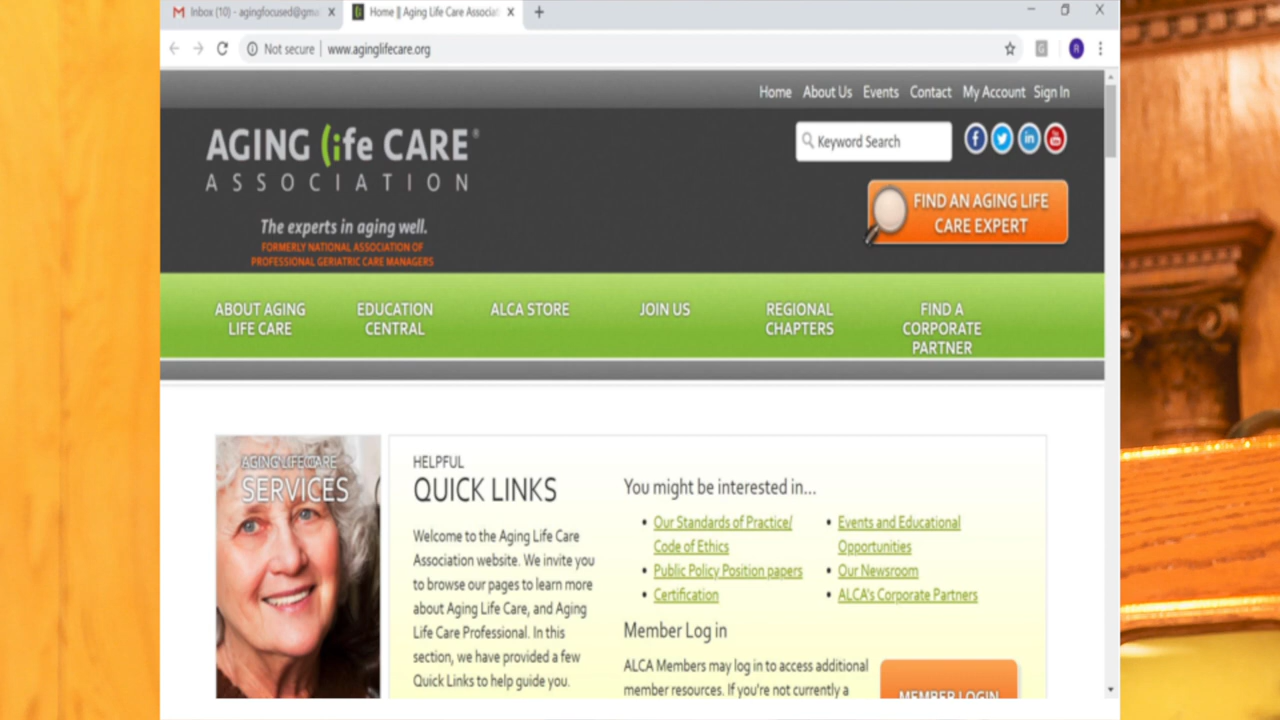 Inbox (10) - agingfocused@gma
Home || Aging Life Care Associat
Not secure | www.aginglifecare.org
Home About Us Events Contact My Account Sign In
AGING life CARE®
ASSOCIATION
Keyword Search
The experts in aging well.
FORMERLY NATIONAL ASSOCIATION OF
PROFESSIONAL GERIATRIC CARE MANAGERS
FIND AN AGING LIFE
CARE EXPERT
ABOUT AGING
LIFE CARE
EDUCATION
CENTRAL
ALCA STORE
JOIN US
REGIONAL
CHAPTERS
FIND A
CORPORATE
PARTNER
AGING LIFE CARE
SERVICES
HELPFUL
QUICK LINKS
Welcome to the Aging Life Care
Association website. We invite you
to browse our pages to learn more
about Aging Life Care, and Aging
Life Care Professional. In this
section, we have provided a few
Quick Links to help guide you.
You might be interested in...
• Our Standards of Practice/
Code of Ethics
• Public Policy Position papers
• Certification
• Events and Educational
Opportunities
• Our Newsroom
• ALCA's Corporate Partners
Member Log in
ALCA Members may log in to access additional
member resources. If you're not currently a
MEMBER LOGIN